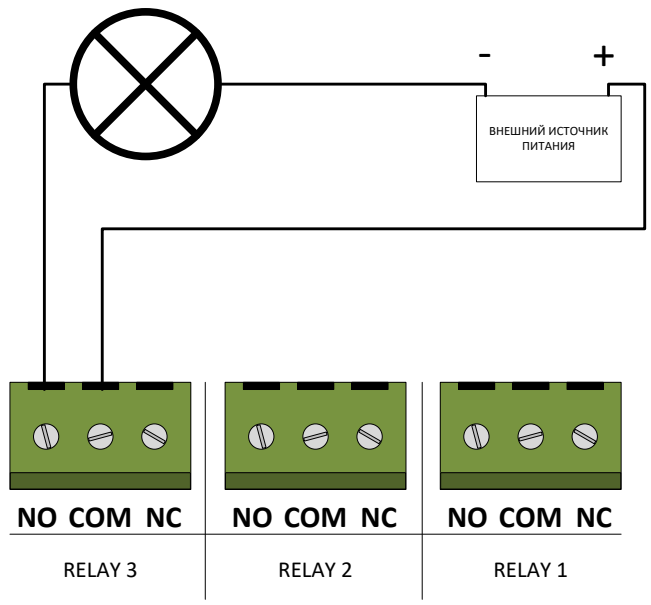 - +
ВНЕШНИЙ ИСТОЧНИК
ПИТАНИЯ
NO COM NC NO COM NC NO COM NC
RELAY 3 RELAY 2 RELAY 1